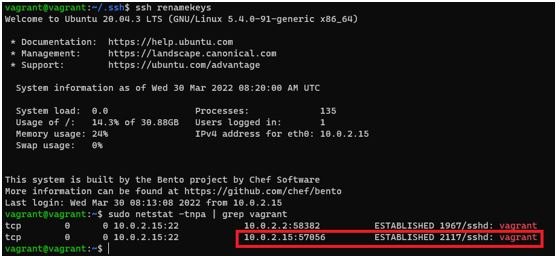 vagrant@vagrant:~/.ssh$ ssh renamekeys
Welcome to Ubuntu 20.04.3 LTS (GNU/Linux 5.4.0-91-generic x86_64)
* Documentation: https://help.ubuntu.com
* Management: https://landscape.canonical.com
* Support: https://ubuntu.com/advantage
System information as of Wed 30 Mar 2022 08:20:00 AM UTC
System load: 0.0 Processes: 135
Usage of /: 14.3% of 30.88GB Users logged in: 1
Memory usage: 24% IPv4 address for eth0: 10.0.2.15
Swap usage: 0%
This system is built by the Bento project by Chef Software
More information can be found at https://github.com/chef/bento
Last login: Wed Mar 30 08:13:08 2022 from 10.0.2.15
vagrant@vagrant:~$ sudo netstat -tnpa | grep vagrant
tcp 0 0 10.0.2.15:22 10.0.2.2:58382 ESTABLISHED 1967/sshd: vagrant
tcp 0 0 10.0.2.15:22 10.0.2.15:57056 ESTABLISHED 2117/sshd: vagrant
vagrant@vagrant:~$